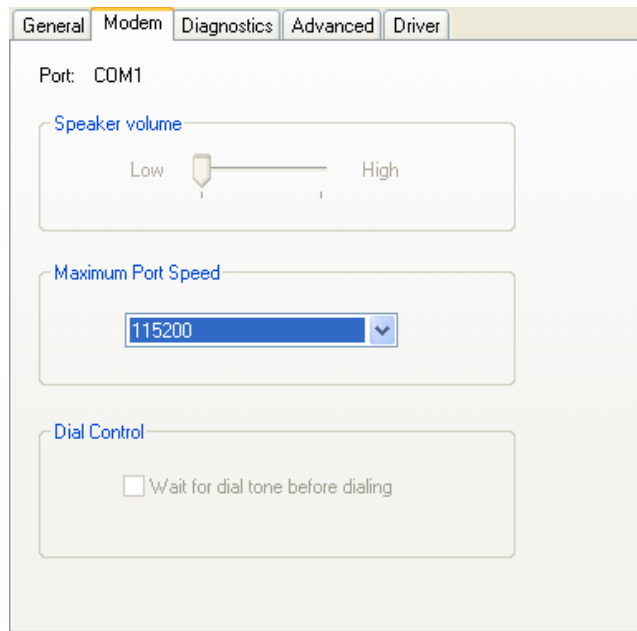 General Modem Diagnostics Advanced Driver
Port: COM1
Speaker volume
Low High
Maximum Port Speed
115200
Dial Control
Wait for dial tone before dialing